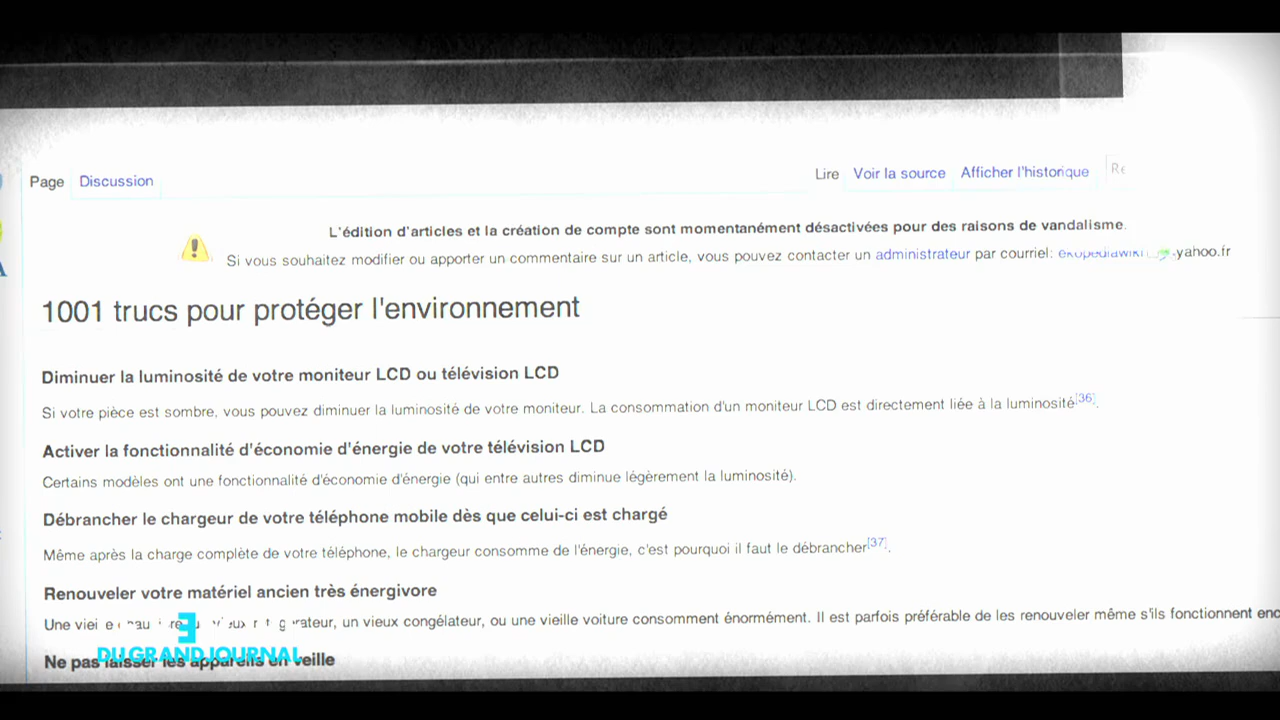 Page Discussion Lire Voir la source Afficher l'historique Re
L'édition d'articles et la création de compte sont momentanément désactivées pour des raisons de vandalisme.
Si vous souhaitez modifier ou apporter un commentaire sur un article, vous pouvez contacter un administrateur par courriel: .yahoo.fr
1001 trucs pour protéger l'environnement
Diminuer la luminosité de votre moniteur LCD ou télévision LCD
Si votre pièce est sombre, vous pouvez diminuer la luminosité de votre moniteur. La consommation d'un moniteur LCD est directement liée à la luminosité[36].
Activer la fonctionnalité d'économie d'énergie de votre télévision LCD
Certains modèles ont une fonctionnalité d'économie d'énergie (qui entre autres diminue légèrement la luminosité).
Débrancher le chargeur de votre téléphone mobile dès que celui-ci est chargé
Même après la charge complète de votre téléphone, le chargeur consomme de l'énergie, c'est pourquoi il faut le débrancher[37].
Renouveler votre matériel ancien très énergivore
Une un vieux congélateur, ou une vieille voiture consomment énormément. Il est parfois préférable de les renouveler même s'ils fonctionnent enc
Ne pas laisser les appareils en veille
DU GRAND JOURNAL